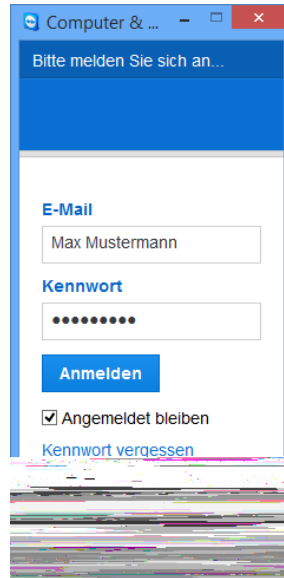 Computer & ...
Bitte melden Sie sich an...
E-Mail
Max Mustermann
Kennwort
•••••••••
Anmelden
Angemeldet bleiben
Kennwort vergessen